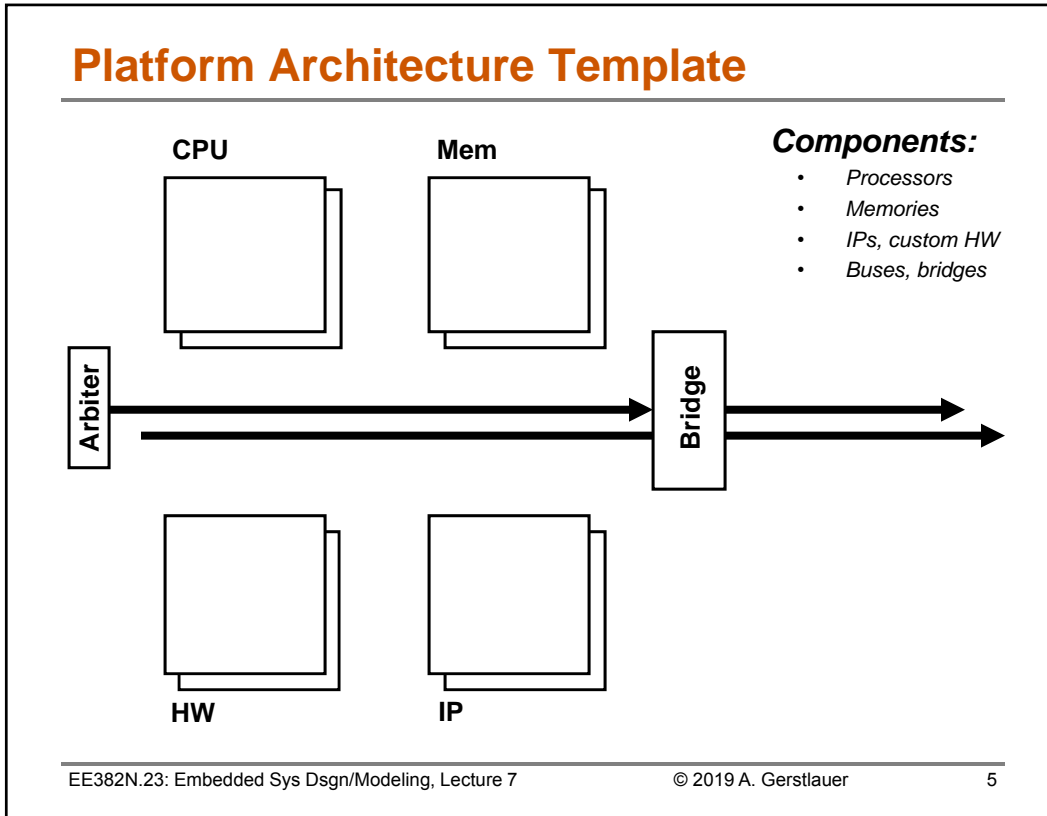 Platform Architecture Template
CPU
Mem
Components:
• Processors
• Memories
• IPs, custom HW
• Buses, bridges
Arbiter
Bridge
HW
IP
EE382N.23: Embedded Sys Dsgn/Modeling, Lecture 7
© 2019 A. Gerstlauer
5